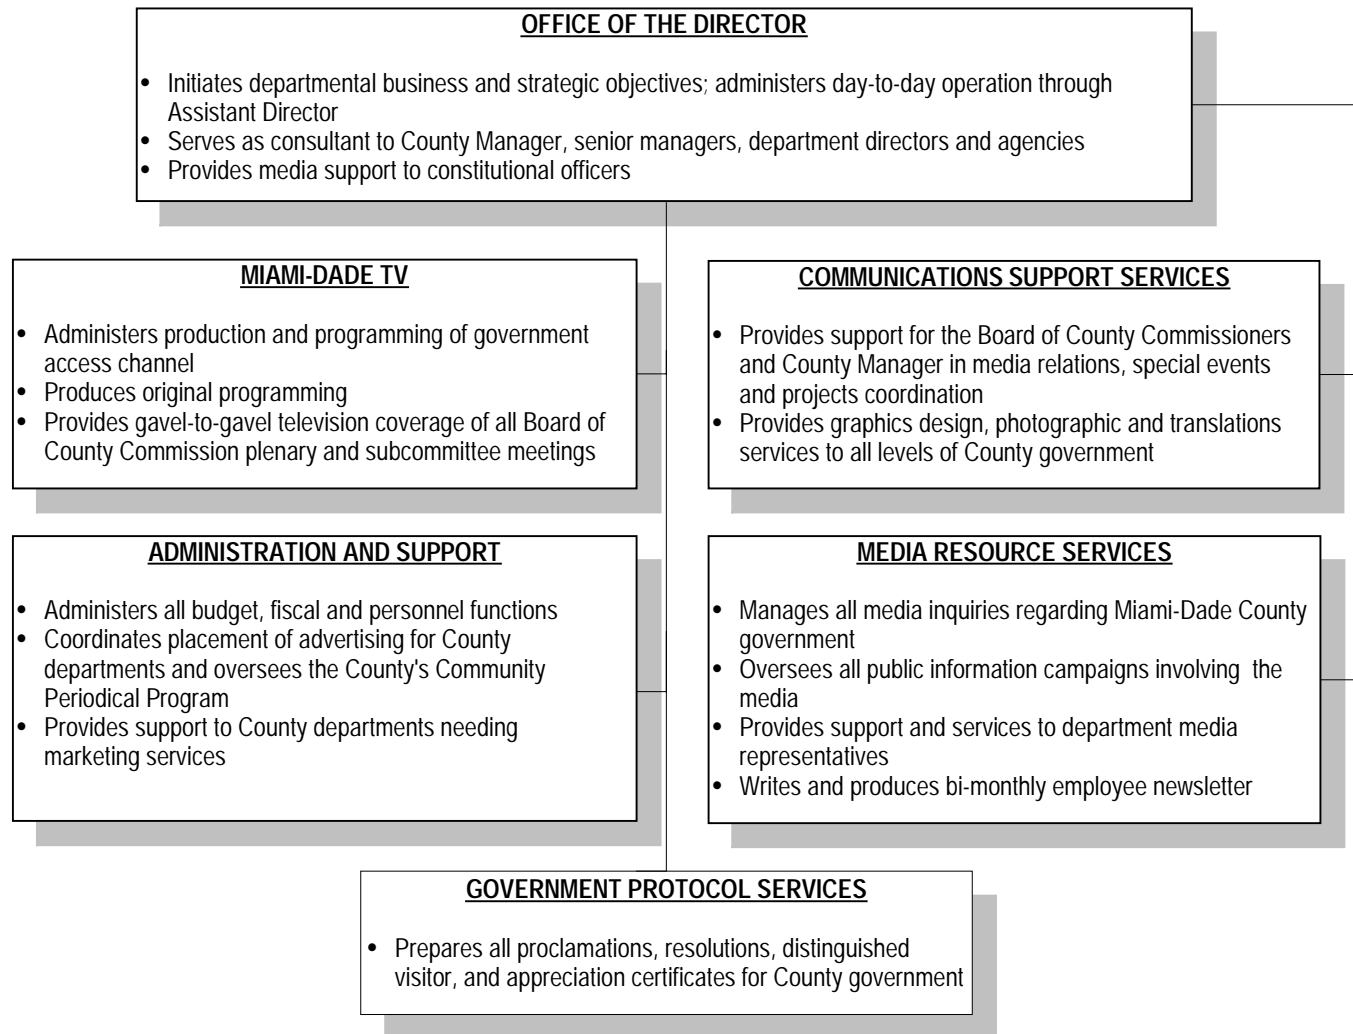 OFFICE OF THE DIRECTOR
• Initiates departmental business and strategic objectives; administers day-to-day operation through
Assistant Director
• Serves as consultant to County Manager, senior managers, department directors and agencies
• Provides media support to constitutional officers
MIAMI-DADE TV
• Administers production and programming of government
access channel
• Produces original programming
• Provides gavel-to-gavel television coverage of all Board of
County Commission plenary and subcommittee meetings
COMMUNICATIONS SUPPORT SERVICES
• Provides support for the Board of County Commissioners
and County Manager in media relations, special events
and projects coordination
• Provides graphics design, photographic and translations
services to all levels of County government
ADMINISTRATION AND SUPPORT
• Administers all budget, fiscal and personnel functions
• Coordinates placement of advertising for County
departments and oversees the County's Community
Periodical Program
• Provides support to County departments needing
marketing services
MEDIA RESOURCE SERVICES
• Manages all media inquiries regarding Miami-Dade County
government
• Oversees all public information campaigns involving the
media
• Provides support and services to department media
representatives
• Writes and produces bi-monthly employee newsletter
GOVERNMENT PROTOCOL SERVICES
• Prepares all proclamations, resolutions, distinguished
visitor, and appreciation certificates for County government